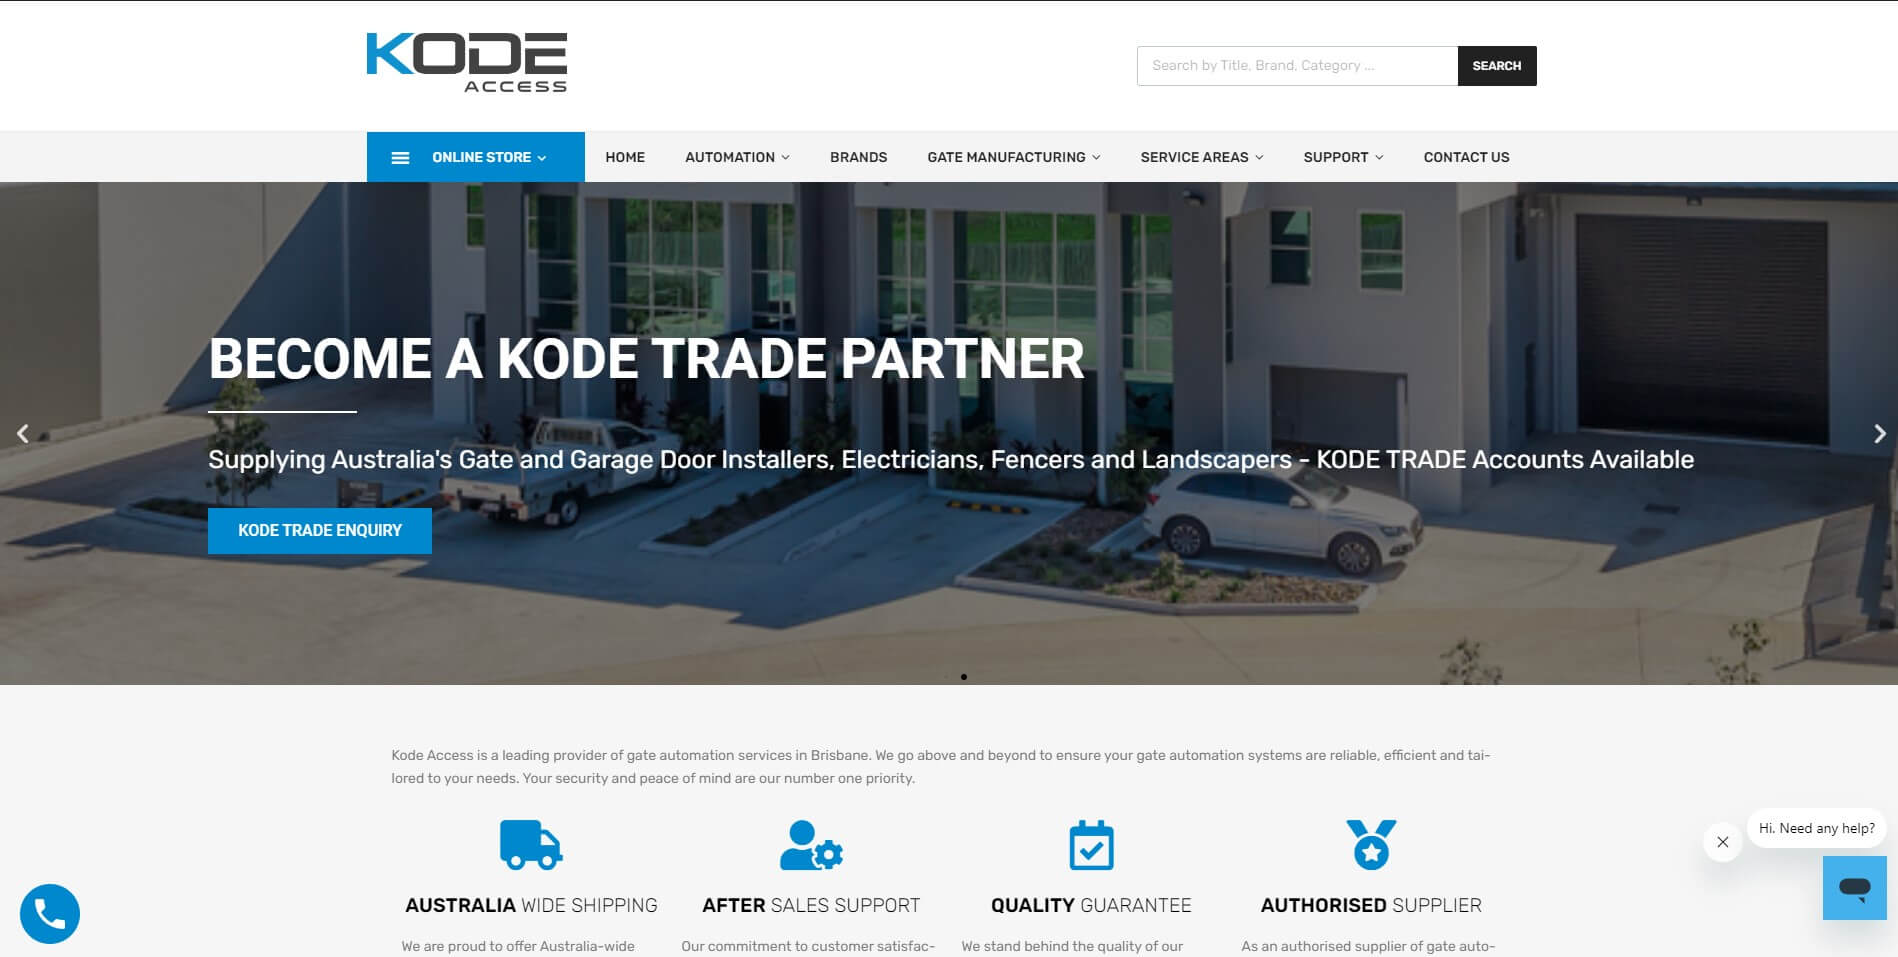 KODE
ACCESS
Search by Title, Brand, Category ...
SEARCH
ONLINE STORE
HOME
AUTOMATION
BRANDS
GATE MANUFACTURING
SERVICE AREAS
SUPPORT
CONTACT US
BECOME A KODE TRADE PARTNER
Supplying Australia's Gate and Garage Door Installers, Electricians, Fencers and Landscapers - KODE TRADE Accounts Available
KODE TRADE ENQUIRY
Kode Access is a leading provider of gate automation services in Brisbane. We go above and beyond to ensure your gate automation systems are reliable, efficient and tai-
lored to your needs. Your security and peace of mind are our number one priority.
Hi. Need any help?
AUSTRALIA WIDE SHIPPING
We are proud to offer Australia-wide
AFTER SALES SUPPORT
Our commitment to customer satisfac-
QUALITY GUARANTEE
We stand behind the quality of our
AUTHORISED SUPPLIER
As an authorised supplier of gate auto-